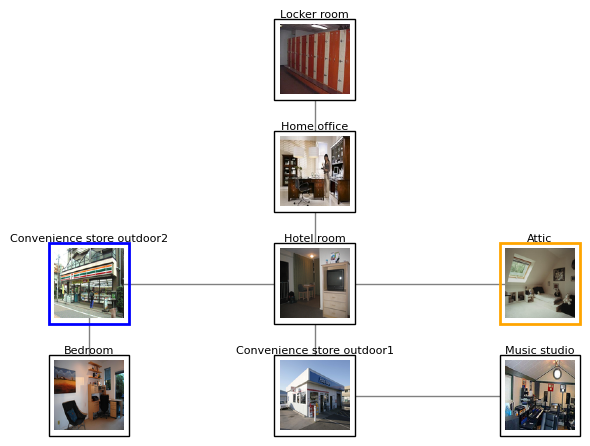 Locker room
Home office
Convenience store outdoor2
Hotel room
Attic
Bedroom
Convenience store outdoor1
Music studio